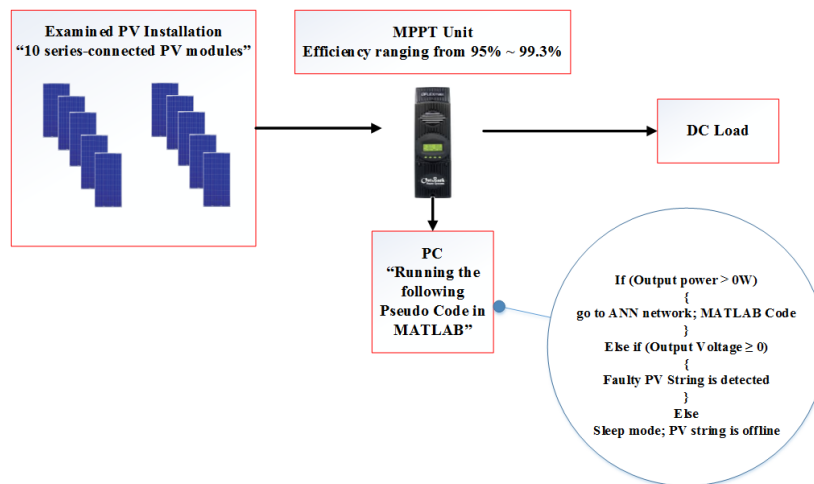 Examined PV Installation
“10 series-connected PV modules”
MPPT Unit
Efficiency ranging from 95% ~ 99.3%
DC Load
PC
“Running the
following
Pseudo Code in
MATLAB”
If (Output power > 0W)
{
go to ANN network; MATLAB Code
}
Else if (Output Voltage ≥ 0)
{
Faulty PV String is detected
}
Else
Sleep mode; PV string is offline